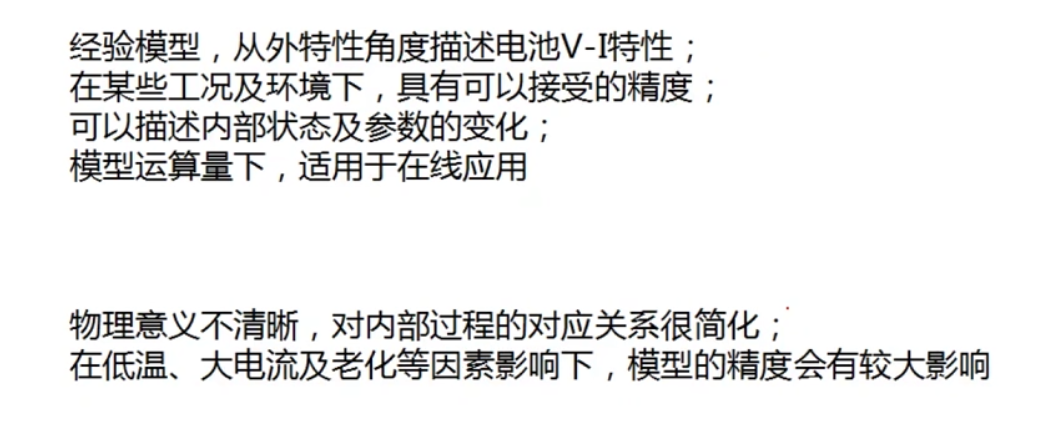 经验模型，从外特性角度描述电池V-I特性；
在某些工况及环境下，具有可以接受的精度；
可以描述内部状态及参数的变化；
模型运算量下，适用于在线应用
物理意义不清晰，对内部过程的对应关系很简化；
在低温、大电流及老化等因素影响下，模型的精度会有较大影响